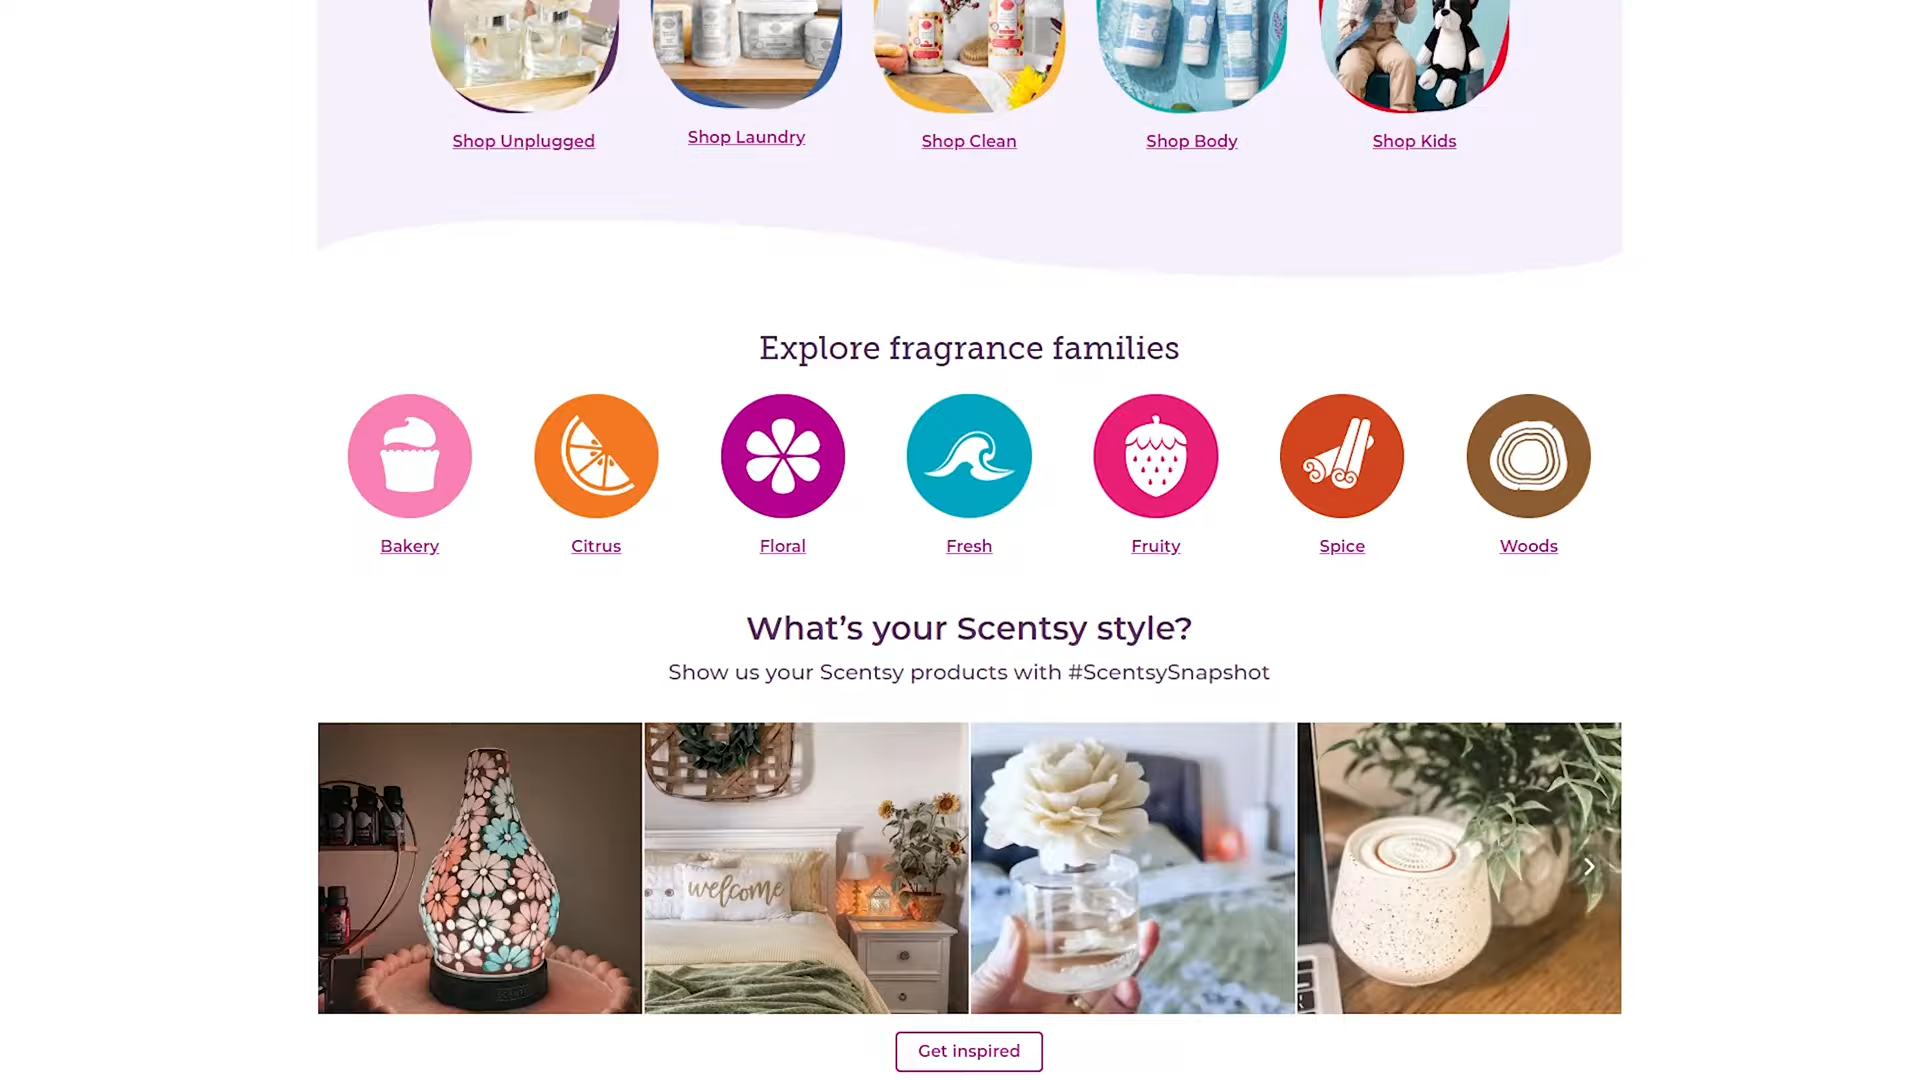 Shop Unplugged
Shop Laundry
Shop Clean
Shop Body
Shop Kids
Explore fragrance families
Bakery
Citrus
Floral
Fresh
Fruity
Spice
Woods
What’s your Scentsy style?
Show us your Scentsy products with #ScentsySnapshot
welcome
Get inspired